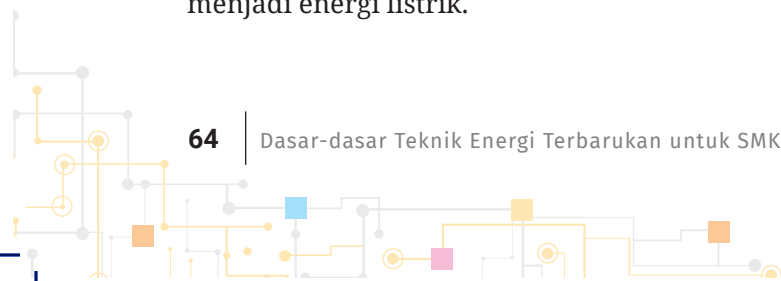 menjadi energi listrik.
64 Dasar-dasar Teknik Energi Terbarukan untuk SMK